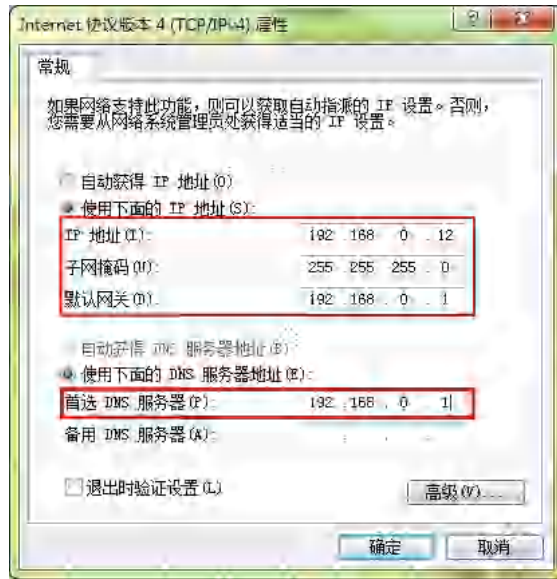 Internet 协议版本 4 (TCP/IPv4) 属性
常规
如果网络支持此功能，则可以获取自动指派的 IP 设置。否则，
您需要从网络系统管理员处获得适当的 IP 设置。
自动获得 IP 地址(O)
使用下面的 IP 地址(S):
IP 地址(I): 192 . 168 . 0 . 12
子网掩码(U): 255 . 255 . 255 . 0
默认网关(D): 192 . 168 . 0 . 1
自动获得 DNS 服务器地址(B)
使用下面的 DNS 服务器地址(E):
首选 DNS 服务器(P): 192 . 168 . 0 . 1
备用 DNS 服务器(A): . . .
退出时验证设置(L)
高级(V)...
确定
取消